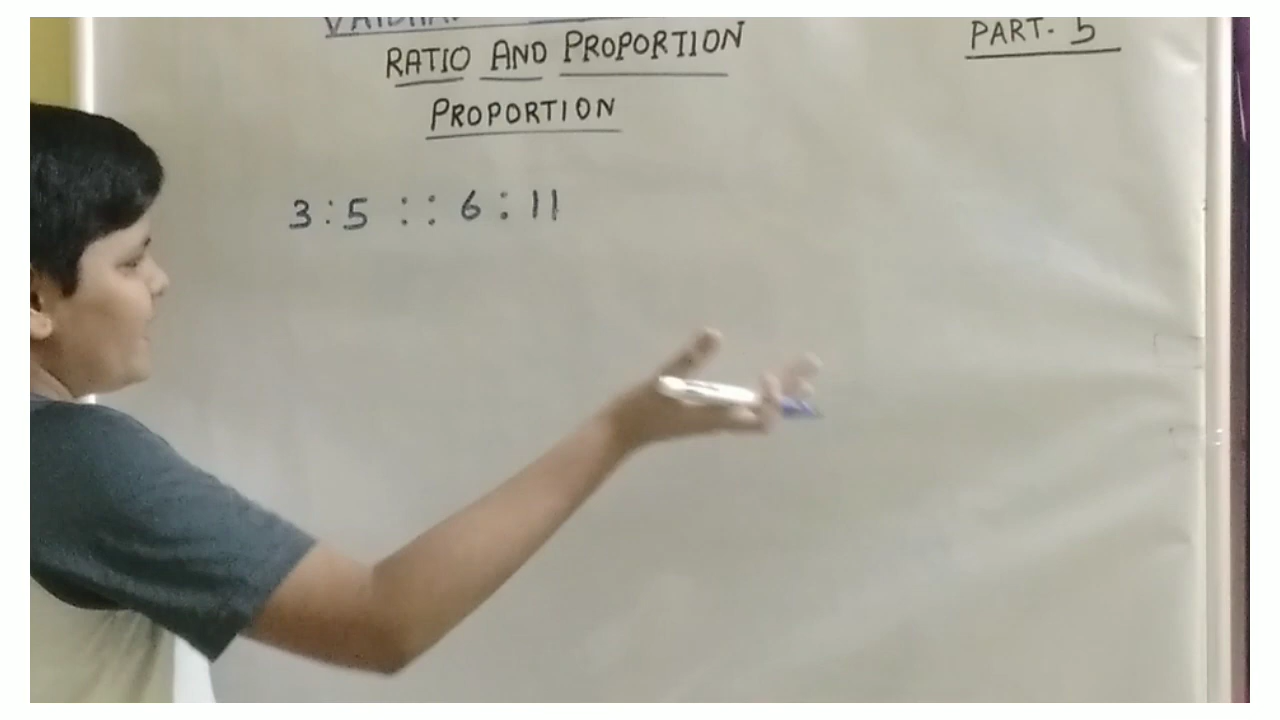 RATIO AND PROPORTION
PART- 5
PROPORTION
3 : 5 :: 6 : 11